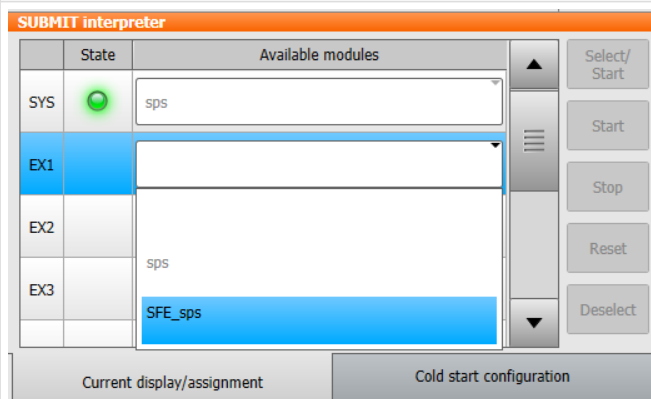 SUBMIT interpreter
State
Available modules
Select/
Start
SYS
sps
Start
EX1
Stop
EX2
sps
Reset
EX3
SFE_sps
Deselect
Current display/assignment
Cold start configuration